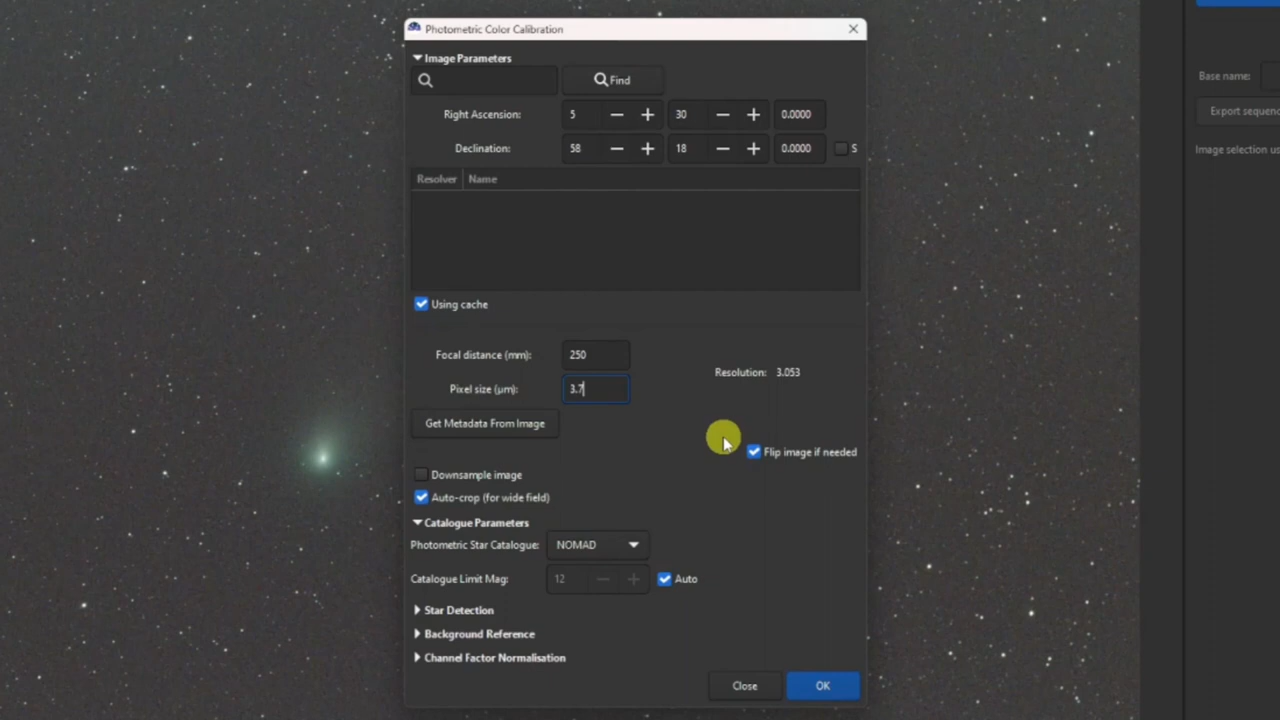 Photometric Color Calibration
Image Parameters
Find
Base name:
Right Ascension: 5 30 0.0000
Export sequenc
Declination: 58 18 0.0000 S
Image selection us
Resolver Name
Using cache
Focal distance (mm): 250
Resolution: 3.053
Pixel size (µm): 3.7
Get Metadata From Image
Flip image if needed
Downsample image
Auto-crop (for wide field)
Catalogue Parameters
Photometric Star Catalogue: NOMAD
Catalogue Limit Mag: 12 Auto
Star Detection
Background Reference
Channel Factor Normalisation
Close OK